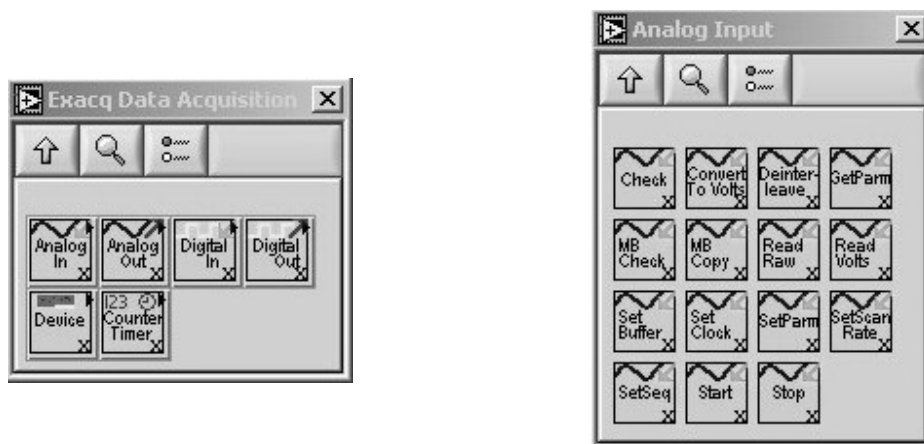 Exacq Data Acquisition
Analog
In
Analog
Out
Digital
In
Digital
Out
Device
123
Counter
Timer
Analog Input
Check
Convert
To Volts
Deinter-
leave
GetParm
MB
Check
MB
Copy
Read
Raw
Read
Volts
Set
Buffer
Set
Clock
SetParm
SetScan
Rate
SetSeq
Start
Stop